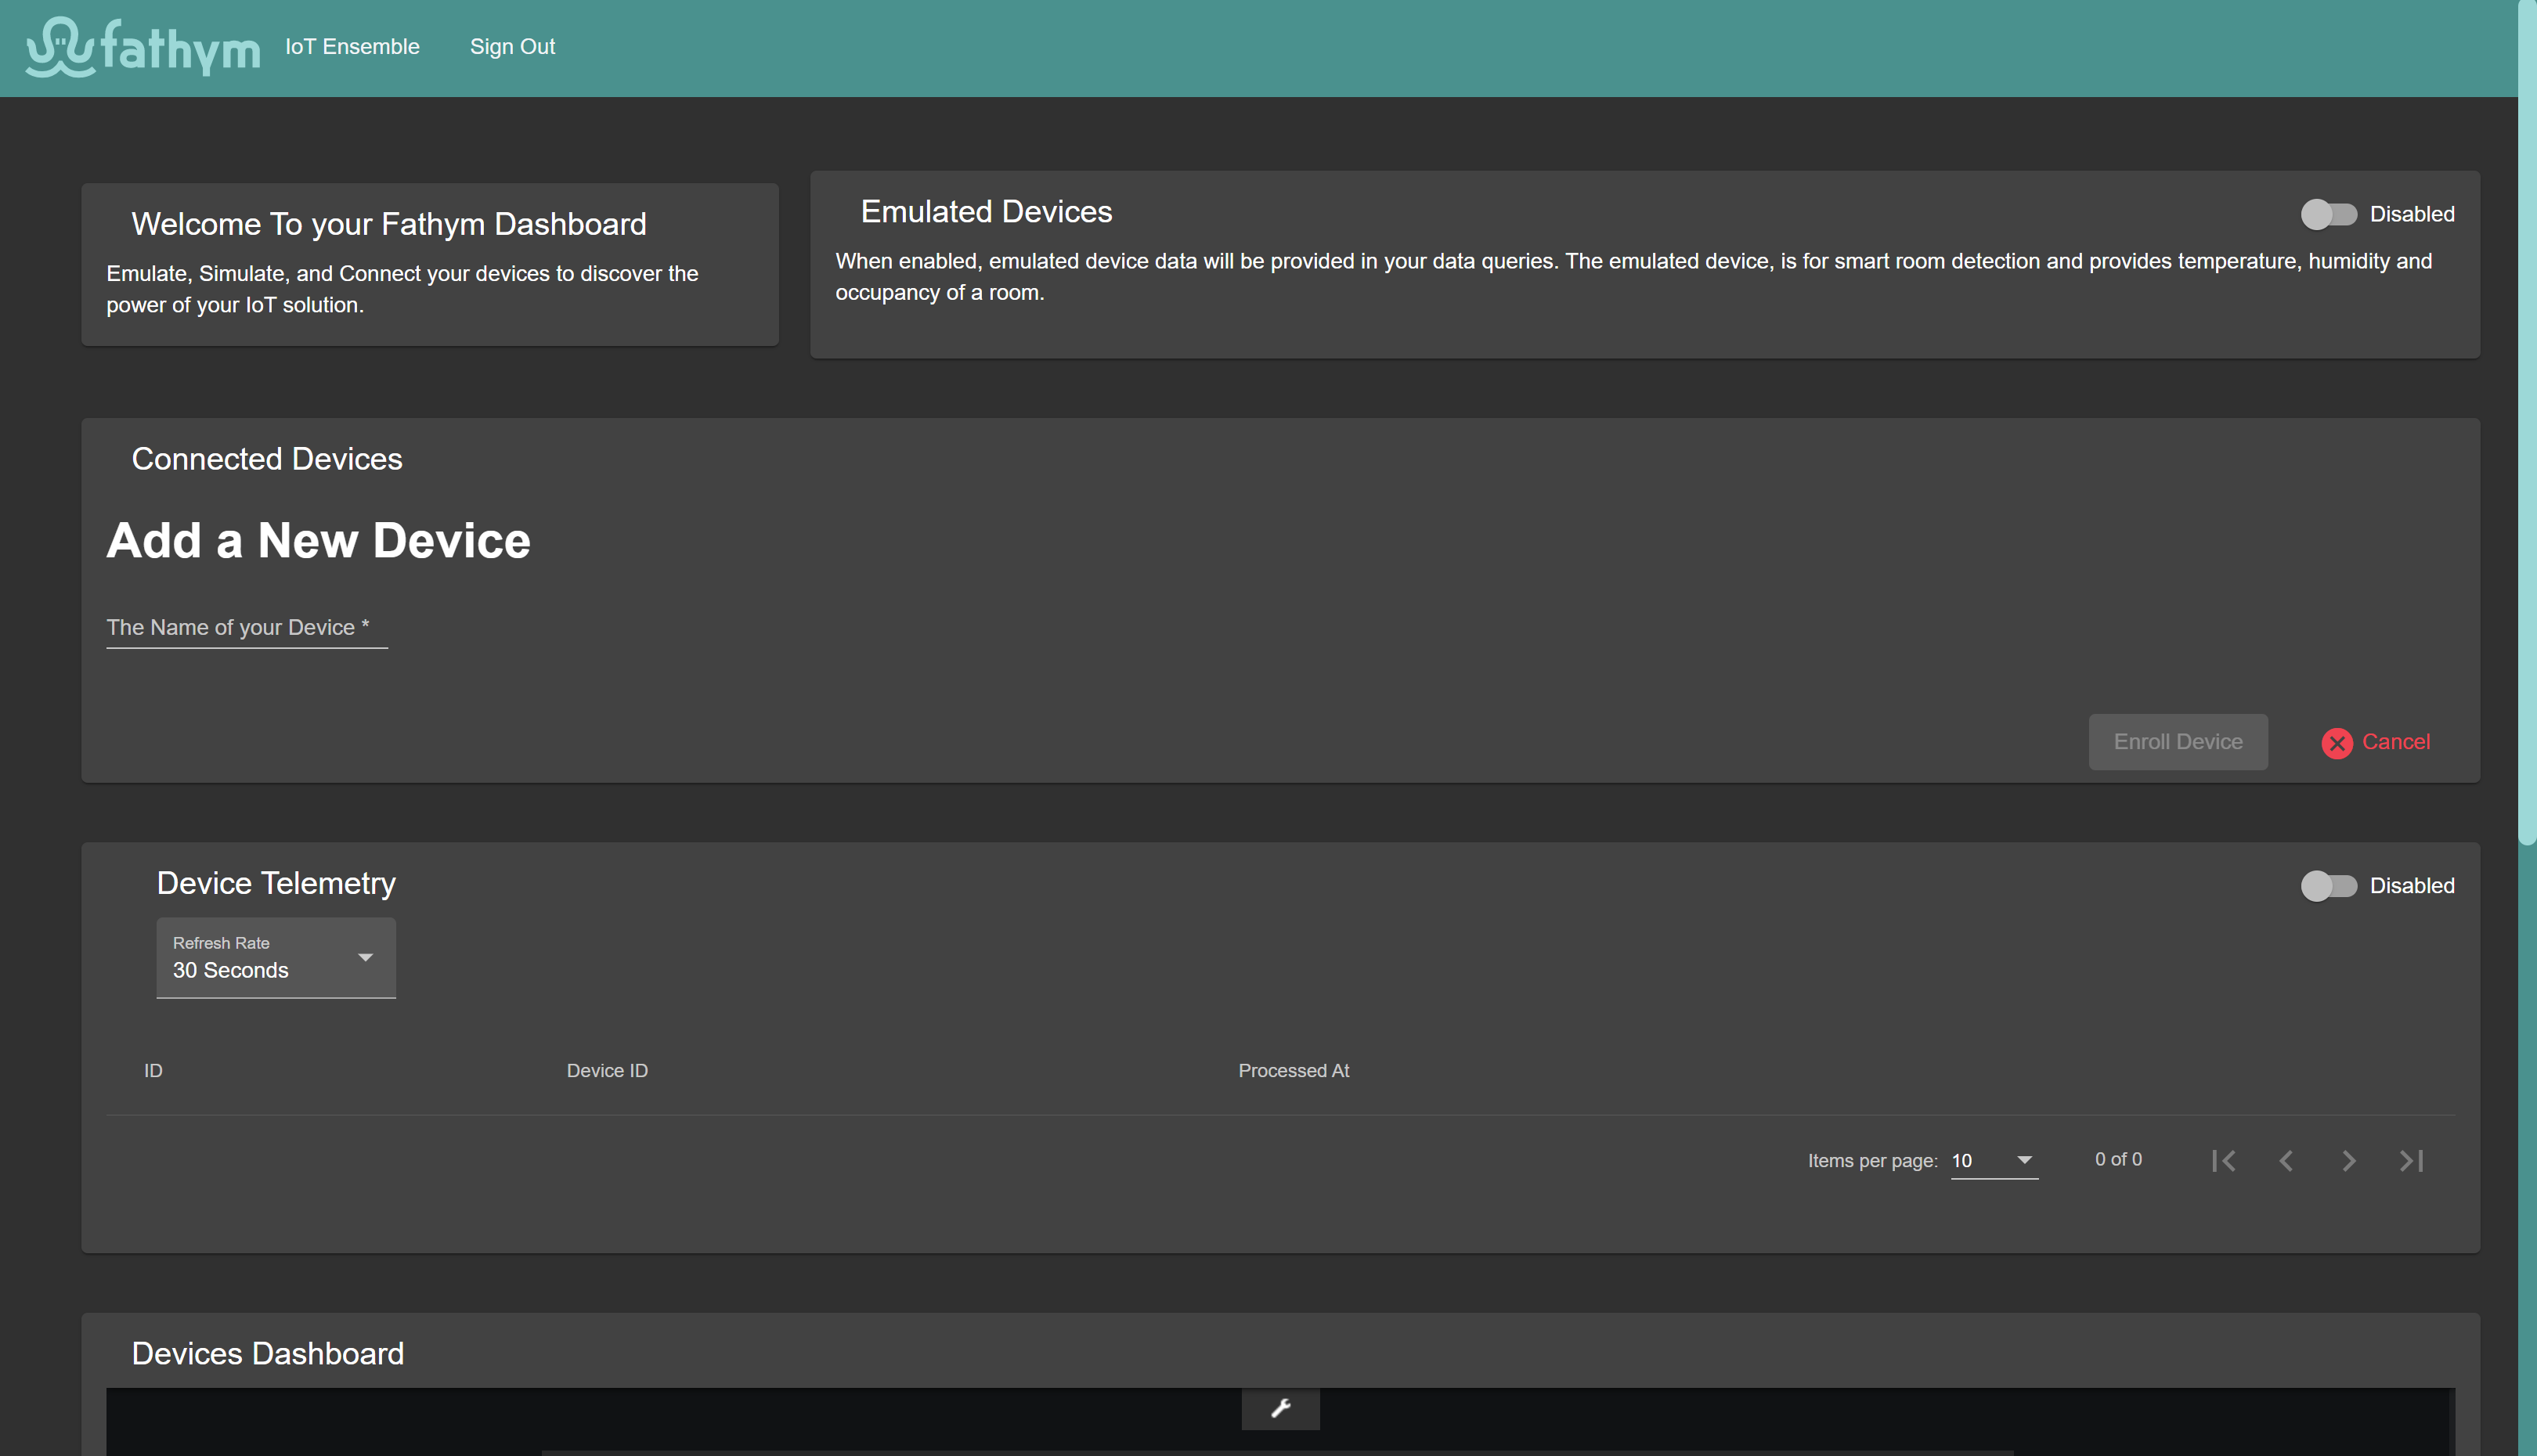 fathym
IoT Ensemble
Sign Out
Welcome To your Fathym Dashboard
Emulate, Simulate, and Connect your devices to discover the
power of your IoT solution.
Emulated Devices
Disabled
When enabled, emulated device data will be provided in your data queries. The emulated device, is for smart room detection and provides temperature, humidity and
occupancy of a room.
Connected Devices
Add a New Device
The Name of your Device *
Enroll Device
Cancel
Device Telemetry
Disabled
Refresh Rate
30 Seconds
ID
Device ID
Processed At
Items per page: 10
0 of 0
Devices Dashboard